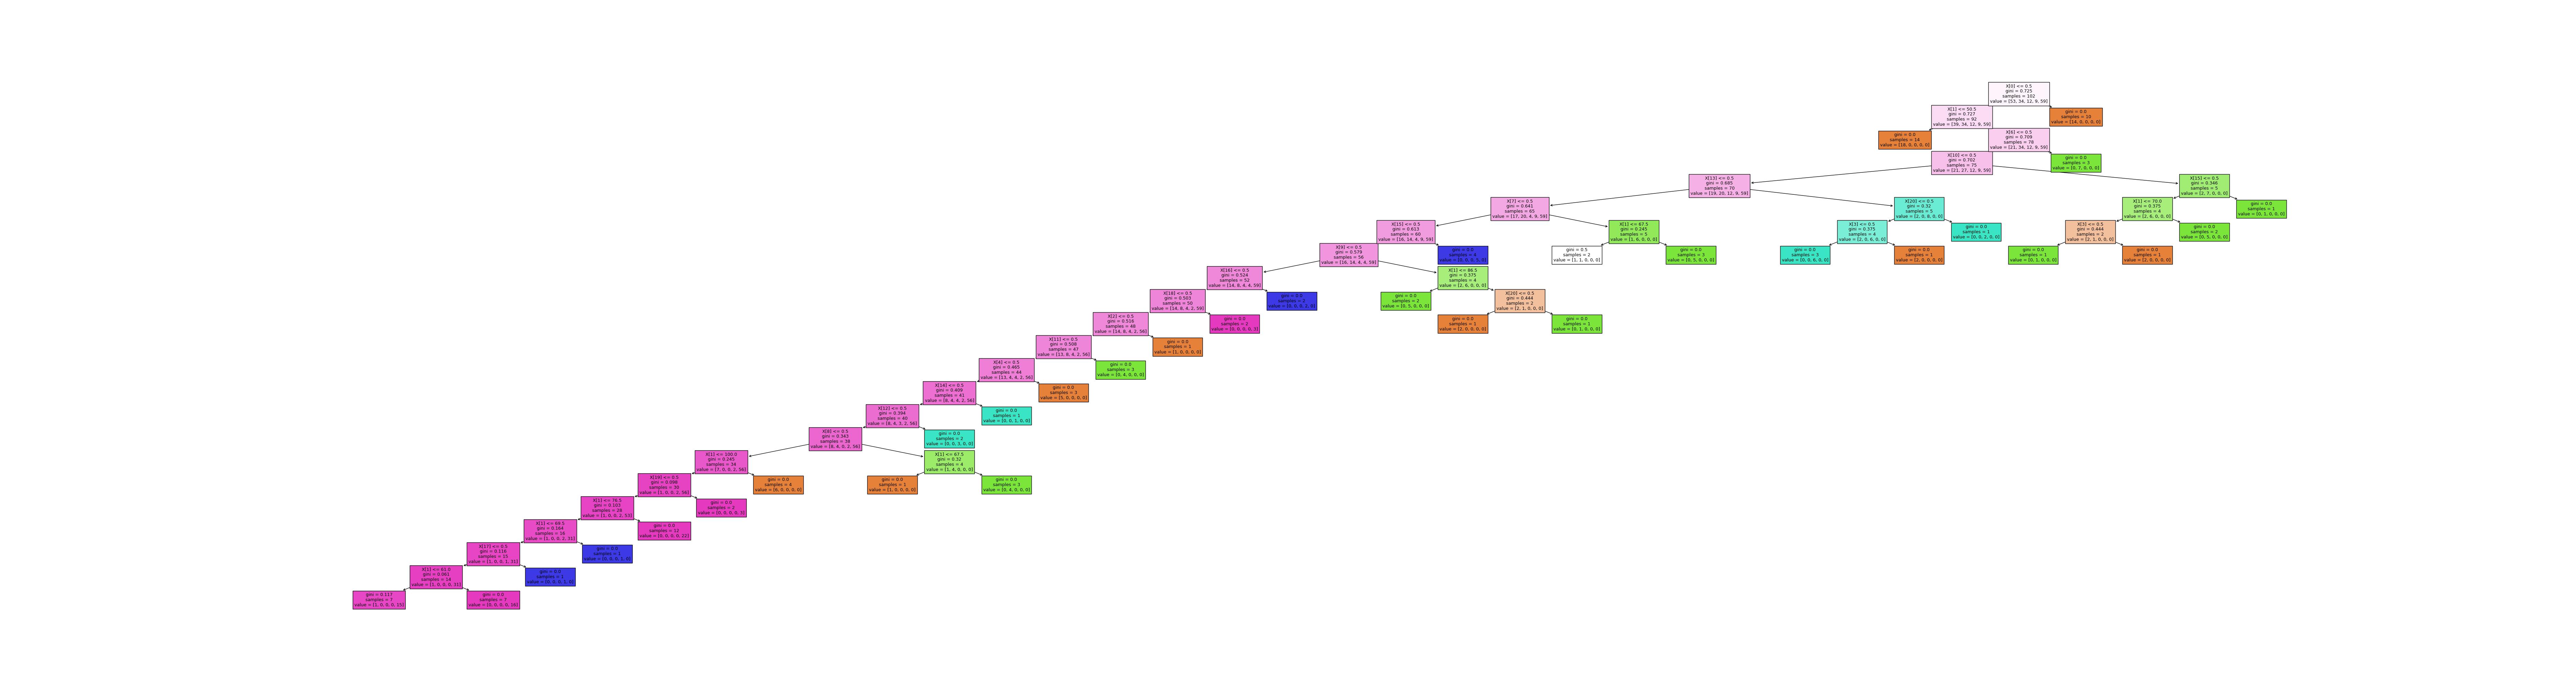 X[0] <= 0.5
gini = 0.725
samples = 102
value = [53, 34, 12, 9, 59]
X[1] <= 50.5
gini = 0.727
samples = 92
value = [39, 34, 12, 9, 59]
gini = 0.0
samples = 10
value = [14, 0, 0, 0, 0]
gini = 0.0
samples = 14
value = [18, 0, 0, 0, 0]
X[6] <= 0.5
gini = 0.709
samples = 78
value = [21, 34, 12, 9, 59]
X[10] <= 0.5
gini = 0.702
samples = 75
value = [21, 27, 12, 9, 59]
gini = 0.0
samples = 3
value = [0, 7, 0, 0, 0]
X[13] <= 0.5
gini = 0.685
samples = 70
value = [19, 20, 12, 9, 59]
X[15] <= 0.5
gini = 0.346
samples = 5
value = [2, 7, 0, 0, 0]
X[7] <= 0.5
gini = 0.641
samples = 65
value = [17, 20, 4, 9, 59]
X[20] <= 0.5
gini = 0.32
samples = 5
value = [2, 0, 8, 0, 0]
X[1] <= 70.0
gini = 0.375
samples = 4
value = [2, 6, 0, 0, 0]
gini = 0.0
samples = 1
value = [0, 1, 0, 0, 0]
X[15] <= 0.5
gini = 0.613
samples = 60
value = [16, 14, 4, 9, 59]
X[1] <= 67.5
gini = 0.245
samples = 5
value = [1, 6, 0, 0, 0]
X[3] <= 0.5
gini = 0.375
samples = 4
value = [2, 0, 6, 0, 0]
gini = 0.0
samples = 1
value = [0, 0, 2, 0, 0]
X[3] <= 0.5
gini = 0.444
samples = 2
value = [2, 1, 0, 0, 0]
gini = 0.0
samples = 2
value = [0, 5, 0, 0, 0]
X[9] <= 0.5
gini = 0.579
samples = 56
value = [16, 14, 4, 4, 59]
gini = 0.0
samples = 4
value = [0, 0, 0, 5, 0]
gini = 0.5
samples = 2
value = [1, 1, 0, 0, 0]
gini = 0.0
samples = 3
value = [0, 5, 0, 0, 0]
gini = 0.0
samples = 3
value = [0, 0, 6, 0, 0]
gini = 0.0
samples = 1
value = [2, 0, 0, 0, 0]
gini = 0.0
samples = 1
value = [0, 1, 0, 0, 0]
gini = 0.0
samples = 1
value = [2, 0, 0, 0, 0]
X[16] <= 0.5
gini = 0.524
samples = 52
value = [14, 8, 4, 4, 59]
X[1] <= 86.5
gini = 0.375
samples = 4
value = [2, 6, 0, 0, 0]
gini = 0.503
samples = 50
value = [14, 8, 4, 2, 59]
gini = 0.0
samples = 2
gini = 0.0
samples = 2
value = [0, 5, 0, 0, 0]
X[20] <= 0.5
gini = 0.444
samples = 2
value = [2, 1, 0, 0, 0]
X[2] <= 0.5
gini = 0.516
samples = 48
value = [14, 8, 4, 2, 56]
gini = 0.0
samples = 2
value = [0, 0, 0, 0, 3]
gini = 0.0
samples = 1
value = [2, 0, 0, 0, 0]
gini = 0.0
samples = 1
value = [0, 1, 0, 0, 0]
X[11] <= 0.5
gini = 0.508
samples = 47
value = [13, 8, 4, 2, 56]
gini = 0.0
samples = 1
value = [1, 0, 0, 0, 0]
X[4] <= 0.5
gini = 0.465
samples = 44
value = [13, 4, 4, 2, 56]
gini = 0.0
samples = 3
value = [0, 4, 0, 0, 0]
X[14] <= 0.5
gini = 0.409
samples = 41
value = [8, 4, 4, 2, 56]
gini = 0.0
samples = 3
value = [5, 0, 0, 0, 0]
X[12] <= 0.5
gini = 0.394
samples = 40
value = [8, 4, 3, 2, 56]
gini = 0.0
samples = 1
value = [0, 0, 1, 0, 0]
gini = 0.343
samples = 38
value = [8, 4, 0, 2, 56]
gini = 0.0
samples = 2
value = [0, 0, 3, 0, 0]
X[1] <= 100.0
gini = 0.245
samples = 34
value = [7, 0, 0, 2, 56]
X[1] <= 67.5
gini = 0.32
samples = 4
value = [1, 4, 0, 0, 0]
X[19] <= 0.5
gini = 0.098
samples = 30
value = [1, 0, 0, 2, 56]
gini = 0.0
samples = 4
value = [6, 0, 0, 0, 0]
gini = 0.0
samples = 1
value = [1, 0, 0, 0, 0]
gini = 0.0
samples = 3
value = [0, 4, 0, 0, 0]
gini = 0.103
samples = 28
value = [1, 0, 0, 2, 53]
gini = 0.0
samples = 2
value = [0, 0, 0, 0, 3]
X[1] <= 69.5
gini = 0.164
samples = 16
value = [1, 0, 0, 2, 31]
gini = 0.0
samples = 12
value = [0, 0, 0, 0, 22]
X[17] <= 0.5
gini = 0.116
samples = 15
value = [1, 0, 0, 1, 31]
gini = 0.0
samples = 1
value = [0, 0, 0, 1, 0]
X[1] <= 61.0
gini = 0.061
samples = 14
value = [1, 0, 0, 0, 31]
gini = 0.0
samples = 1
value = [0, 0, 0, 1, 0]
gini = 0.117
samples = 7
value = [1, 0, 0, 0, 15]
gini = 0.0
samples = 7
value = [0, 0, 0, 0, 16]